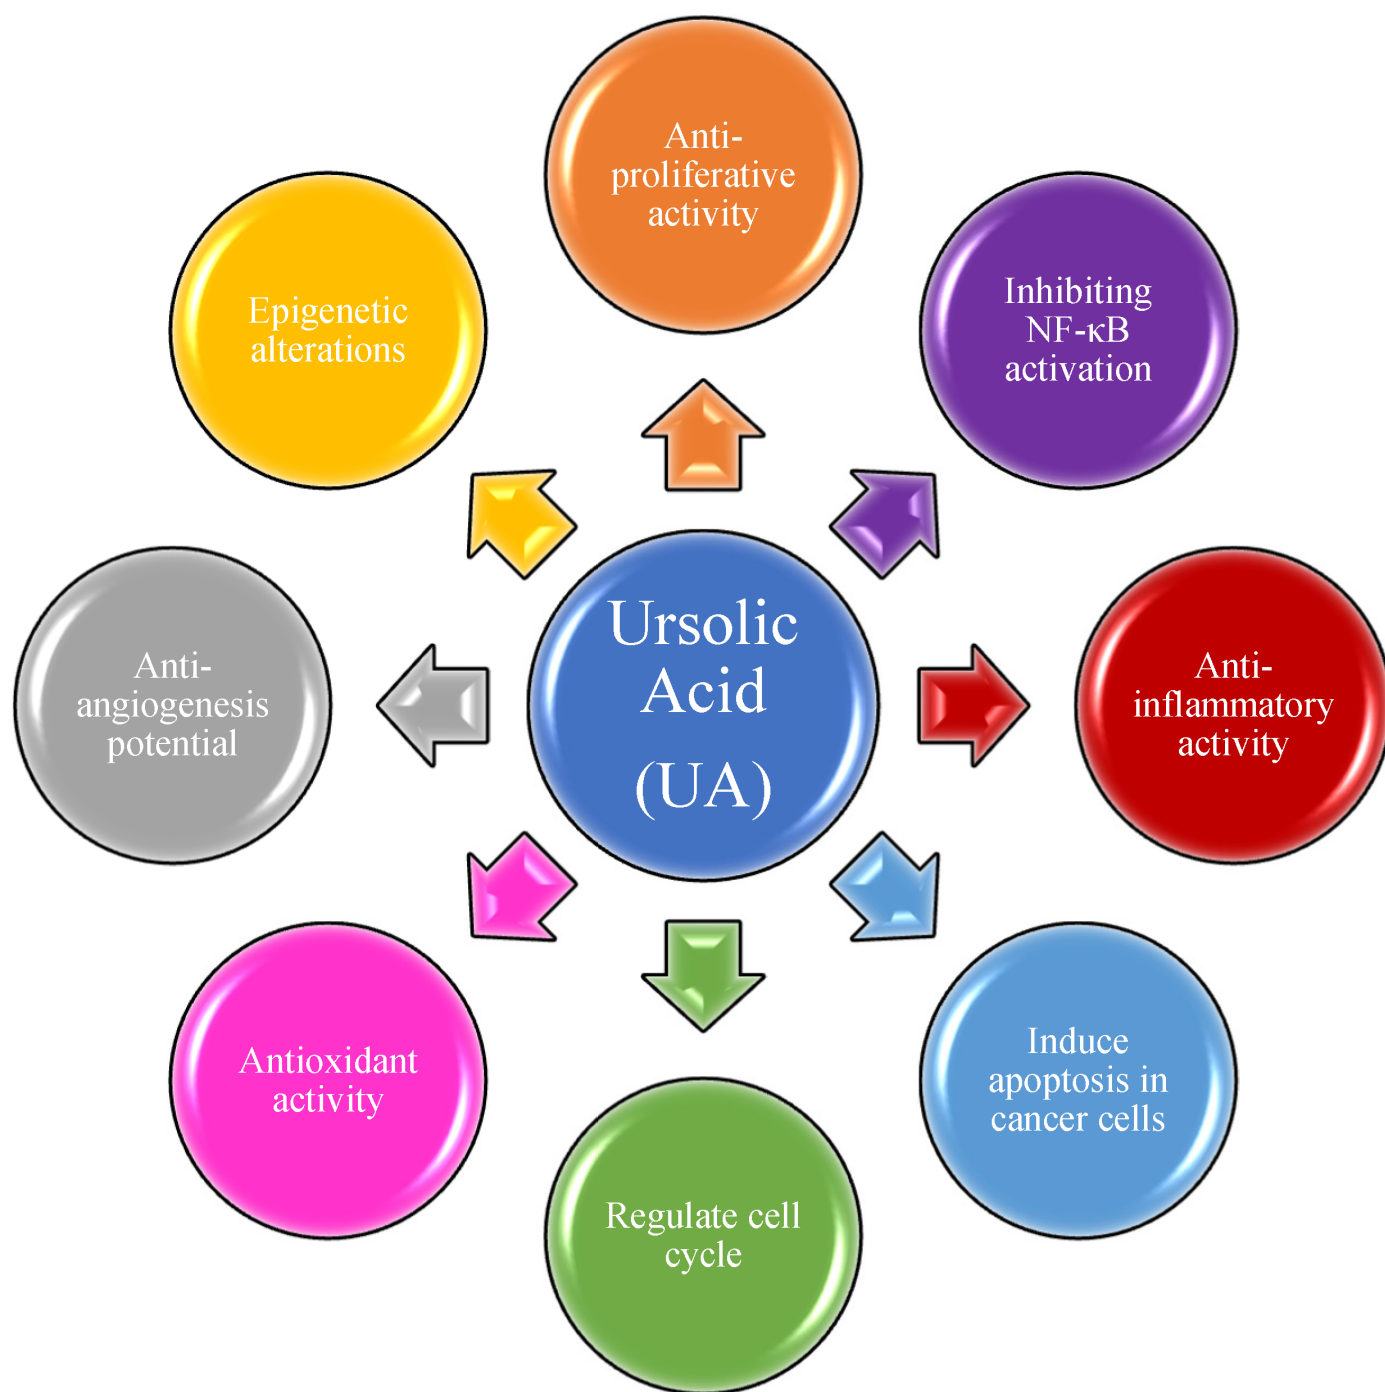 Anti-
proliferative
activity
Inhibiting
NF-κB
activation
Anti-
inflammatory
activity
Induce
apoptosis in
cancer cells
Regulate cell
cycle
Antioxidant
activity
Anti-
angiogenesis
potential
Epigenetic
alterations
Ursolic
Acid
(UA)